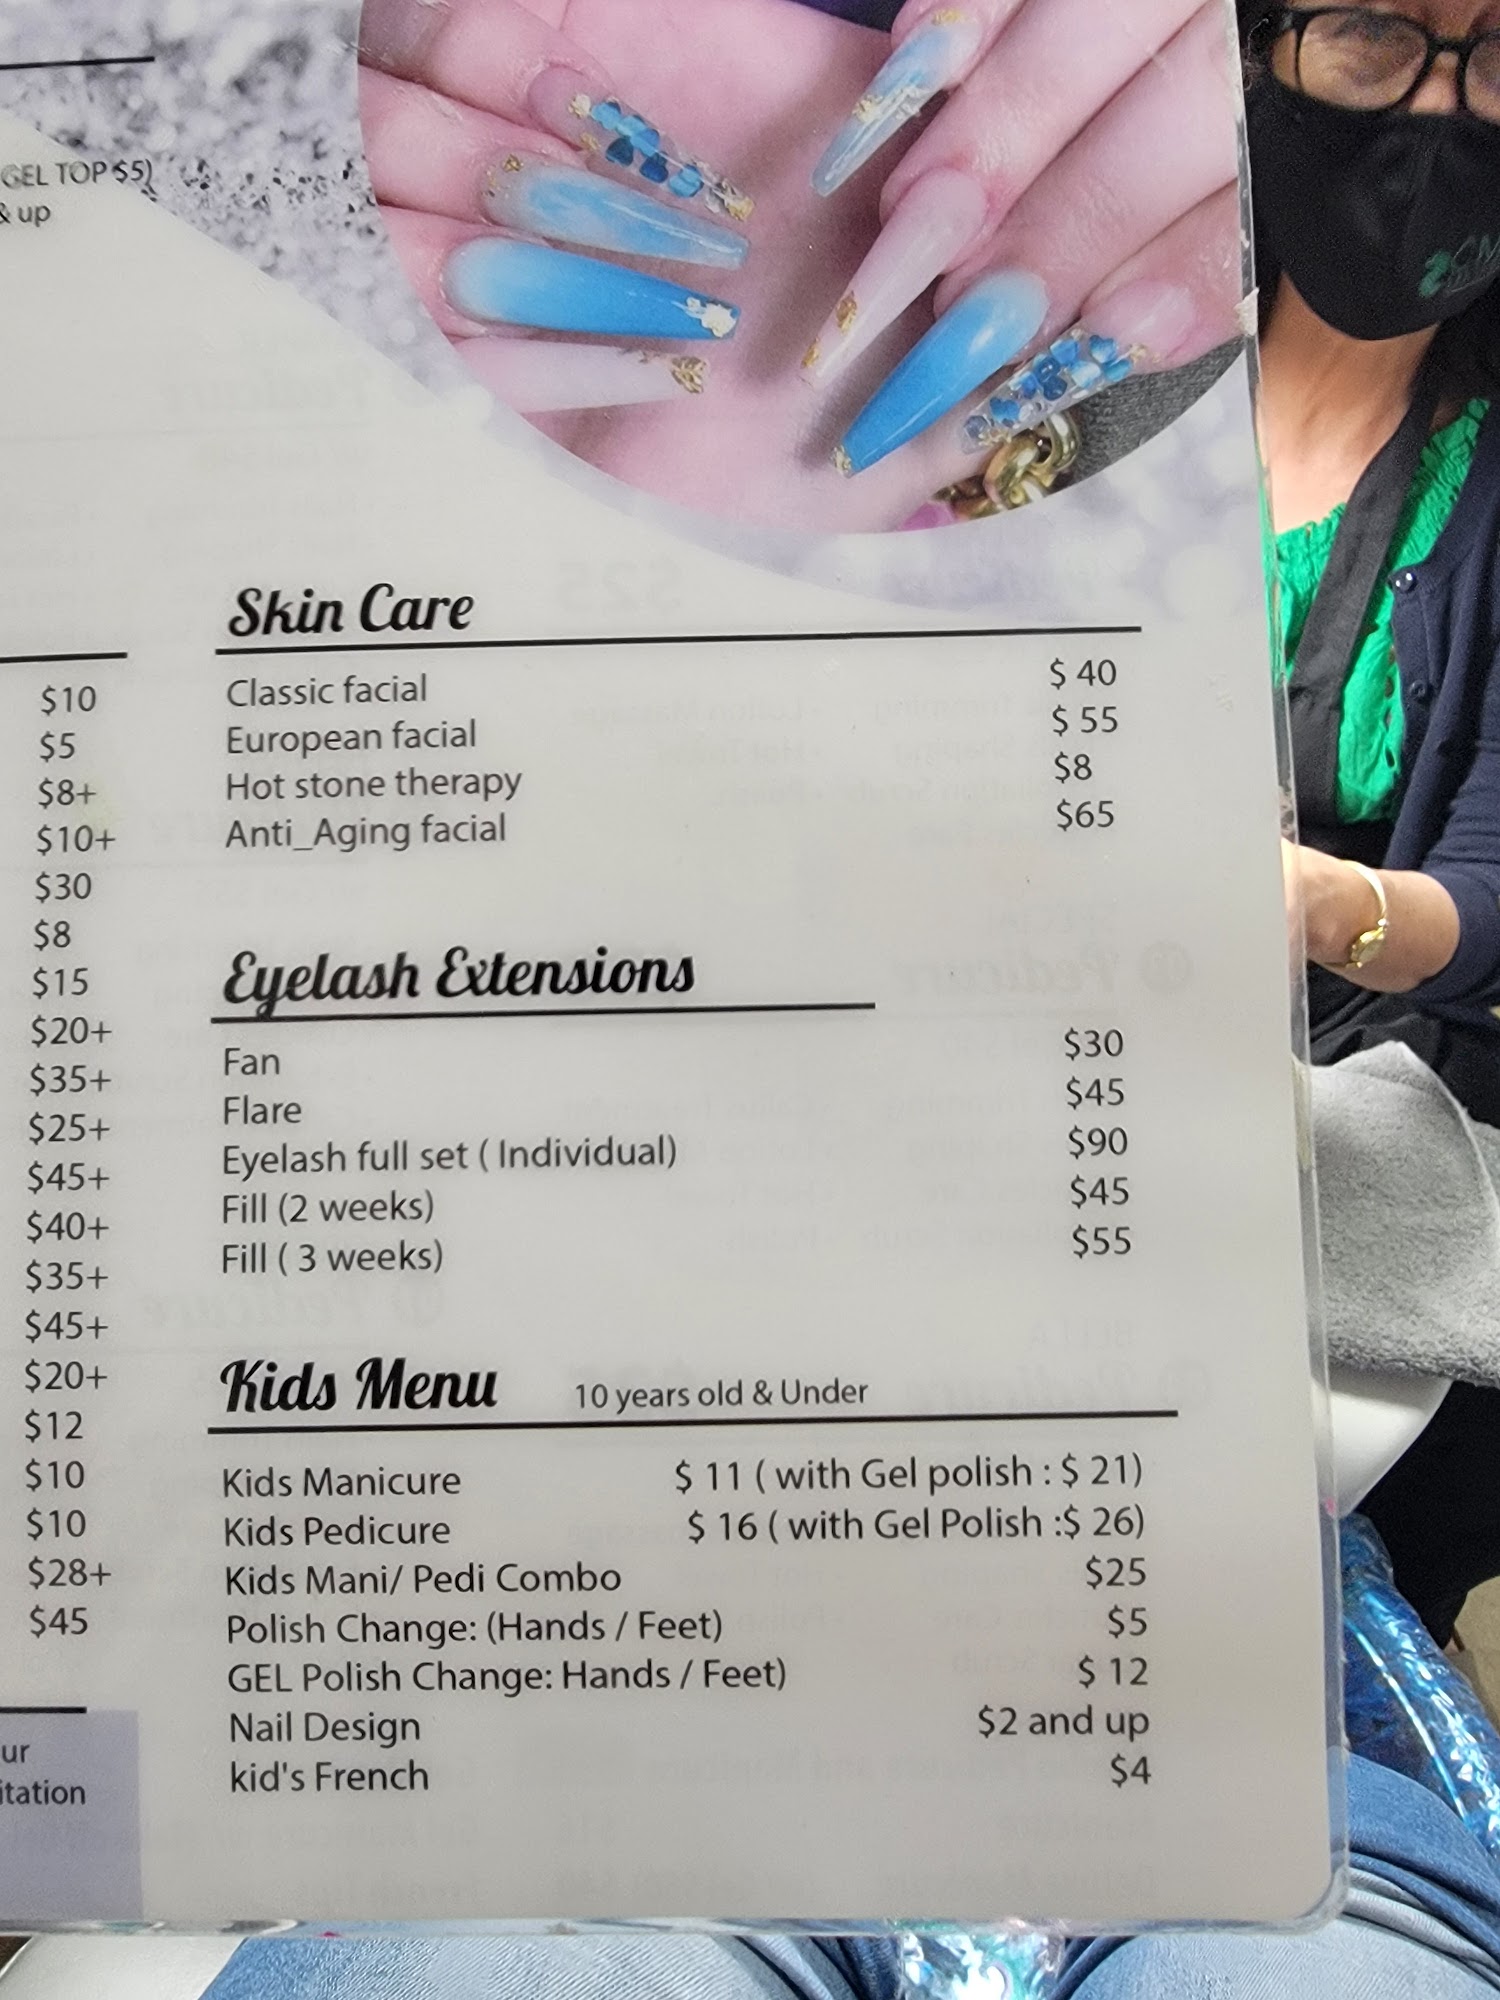 GEL TOP $5)
& up
$10
$5
$8+
$10+
$30
$8
$15
$20+
$35+
$25+
$45+
$40+
$35+
$45+
$20+
$12
$10
$10
$28+
$45
ur
itation
Skin Care
Classic facial $ 40
European facial $ 55
Hot stone therapy $8
Anti_Aging facial $65
Eyelash Extensions
Fan $30
Flare $45
Eyelash full set ( Individual) $90
Fill (2 weeks) $45
Fill ( 3 weeks) $55
Kids Menu 10 years old & Under
Kids Manicure $ 11 ( with Gel polish : $ 21)
Kids Pedicure $ 16 ( with Gel Polish :$ 26)
Kids Mani/ Pedi Combo $25
Polish Change: (Hands / Feet) $5
GEL Polish Change: Hands / Feet) $ 12
Nail Design $2 and up
kid's French $4